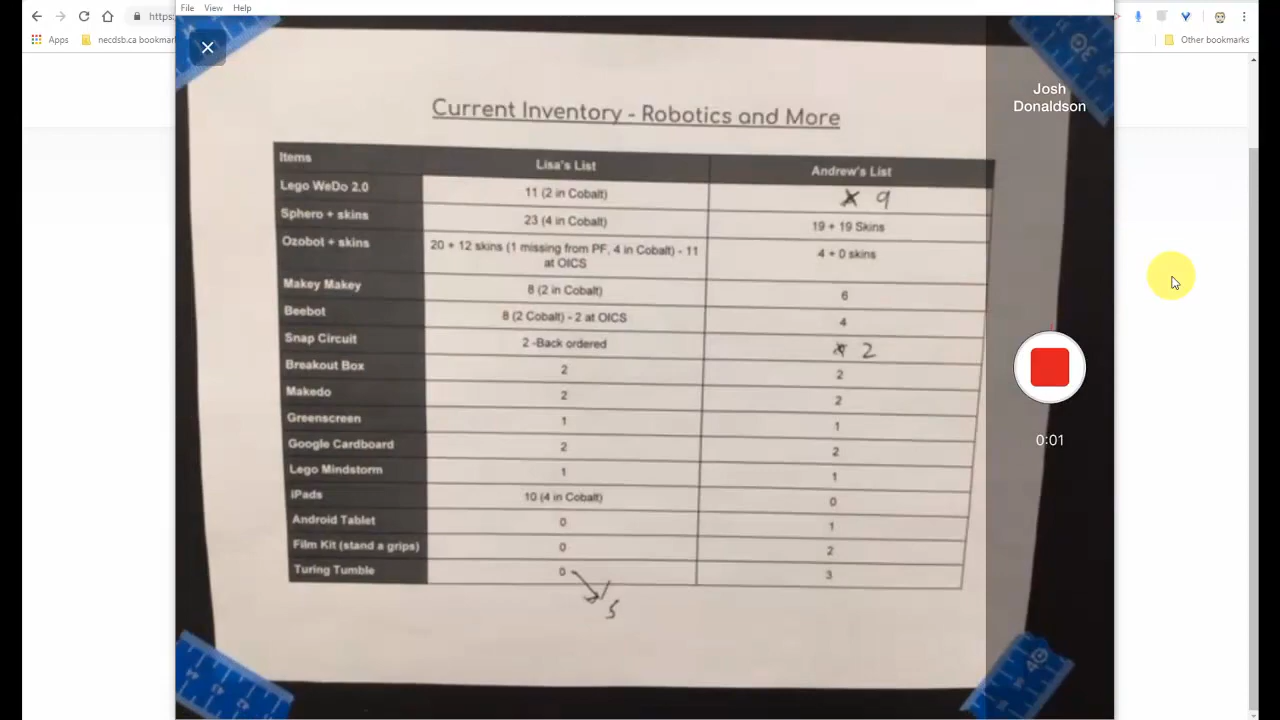 File View Help
https:
Apps necdsb.ca bookmar Other bookmarks
Josh
Donaldson
Current Inventory - Robotics and More
Items Lisa's List Andrew's List
Lego WeDo 2.0 11 (2 in Cobalt) 9
Sphero + skins 23 (4 in Cobalt) 19 + 19 Skins
Ozobot + skins 20 + 12 skins (1 missing from PF, 4 in Cobalt) - 11 4 + 0 skins
at OICS
Makey Makey 8 (2 in Cobalt) 6
Beebot 8 (2 Cobalt) - 2 at OICS 4
Snap Circuit 2 -Back ordered 2
Breakout Box 2 2
Makedo 2 2
Greenscreen 1 1
Google Cardboard 2 2
Lego Mindstorm 1 1
iPads 10 (4 in Cobalt) 0
Android Tablet 0 1
Film Kit (stand a grips) 0 2
Turing Tumble 0 3
0:01